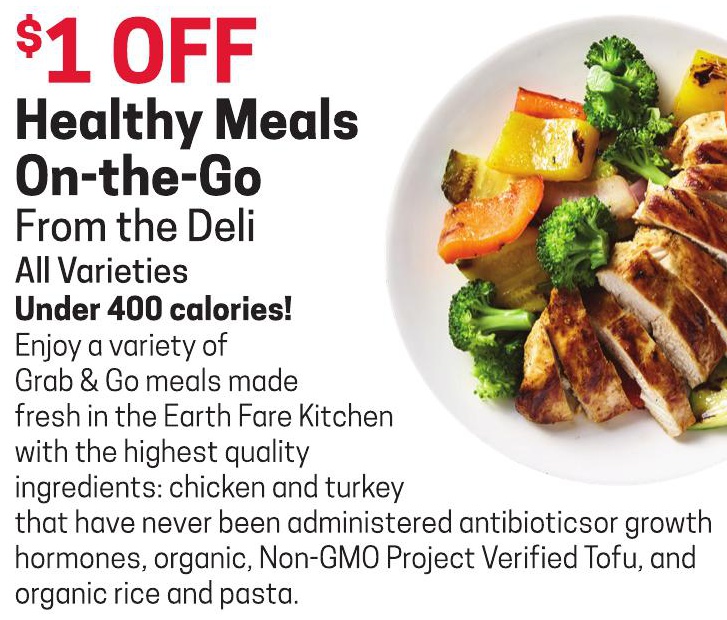 $1 OFF
Healthy Meals
On-the-Go
From the Deli
All Varieties
Under 400 calories!
Enjoy a variety of
Grab & Go meals made
fresh in the Earth Fare Kitchen
with the highest quality
ingredients: chicken and turkey
that have never been administered antibioticsor growth
hormones, organic, Non-GMO Project Verified Tofu, and
organic rice and pasta.